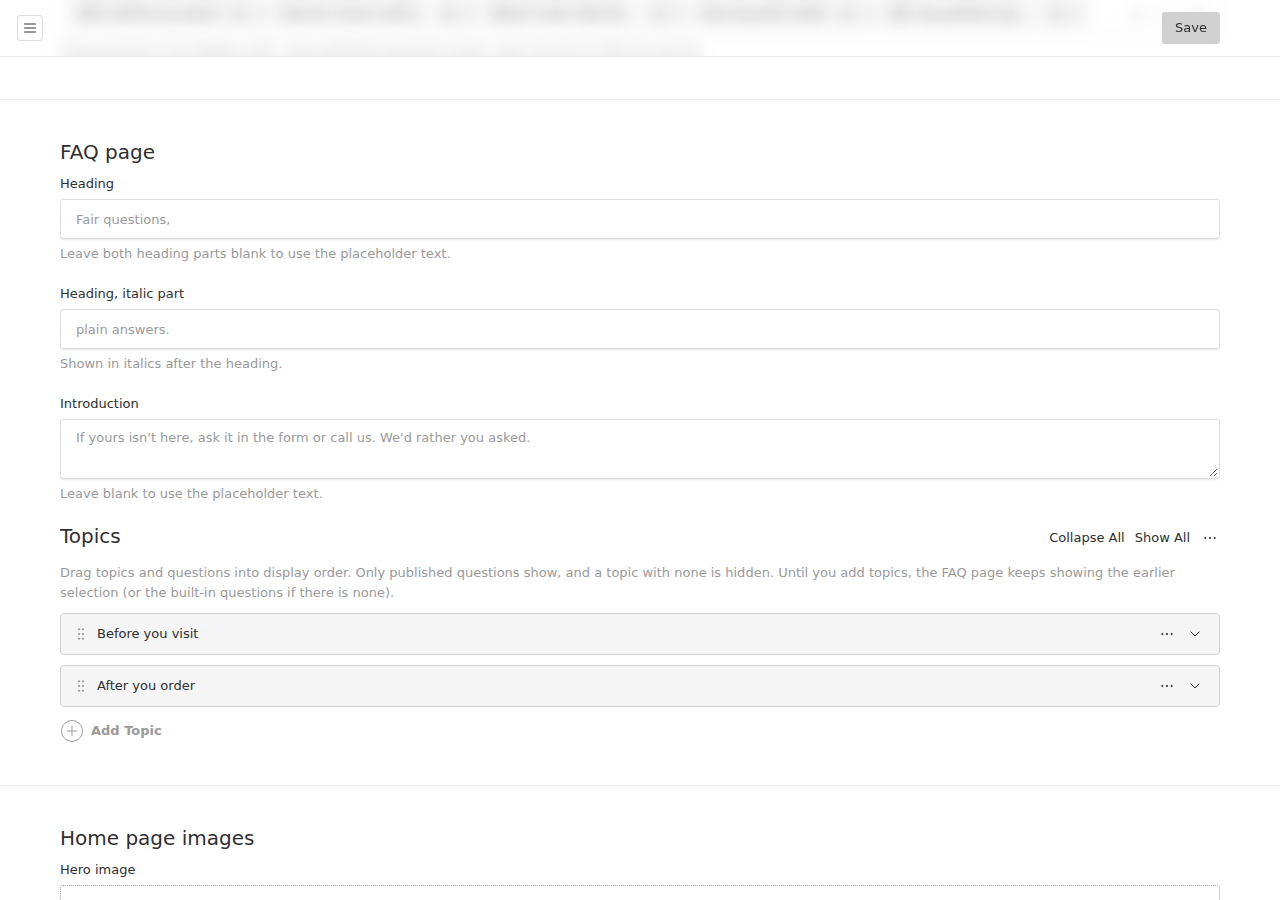 Save
FAQ page
Heading
Fair questions,
Leave both heading parts blank to use the placeholder text.
Heading, italic part
plain answers.
Shown in italics after the heading.
Introduction
If yours isn't here, ask it in the form or call us. We'd rather you asked.
Leave blank to use the placeholder text.
Topics
Collapse All Show All
Drag topics and questions into display order. Only published questions show, and a topic with none is hidden. Until you add topics, the FAQ page keeps showing the earlier
selection (or the built-in questions if there is none).
Before you visit
After you order
Add Topic
Home page images
Hero image